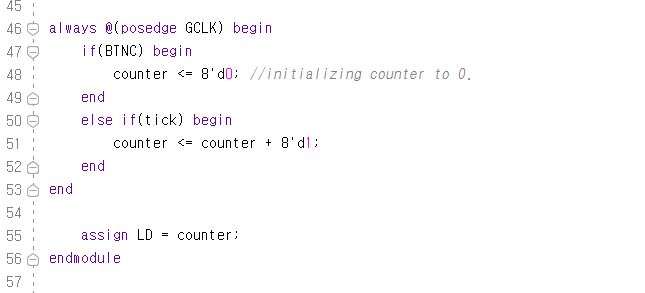 45
46 always @(posedge GCLK) begin
47     if(BTNC) begin
48         counter <= 8'd0; //initializing counter to 0.
49     end
50     else if(tick) begin
51         counter <= counter + 8'd1;
52     end
53 end
54
55     assign LD = counter;
56 endmodule
57